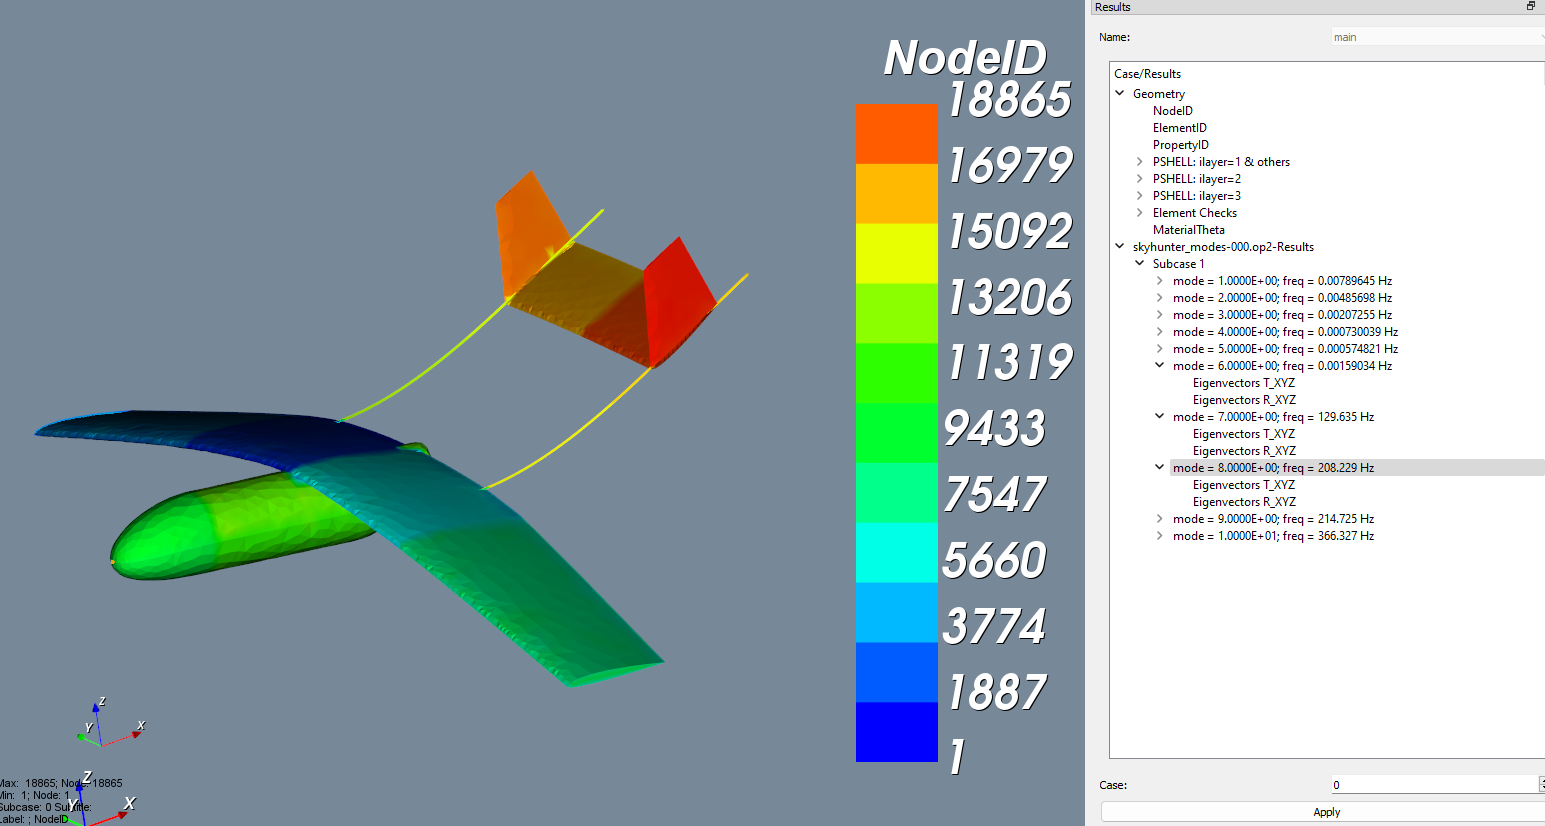 NodeID
18865
16979
15092
13206
11319
9433
7547
5660
3774
1887
1
Z
Y
X
Z
Y
X
Max: 18865; Node: 18865
Min: 1; Node: 1
Subcase: 0 Subtitle:
Label: ; NodeID
Results
Name:
main
Case/Results
Geometry
NodeID
ElementID
PropertyID
PSHELL: ilayer=1 & others
PSHELL: ilayer=2
PSHELL: ilayer=3
Element Checks
MaterialTheta
skyhunter_modes-000.op2-Results
Subcase 1
mode = 1.0000E+00; freq = 0.00789645 Hz
mode = 2.0000E+00; freq = 0.00485698 Hz
mode = 3.0000E+00; freq = 0.00207255 Hz
mode = 4.0000E+00; freq = 0.000730039 Hz
mode = 5.0000E+00; freq = 0.000574821 Hz
mode = 6.0000E+00; freq = 0.00159034 Hz
Eigenvectors T_XYZ
Eigenvectors R_XYZ
mode = 7.0000E+00; freq = 129.635 Hz
Eigenvectors T_XYZ
Eigenvectors R_XYZ
mode = 8.0000E+00; freq = 208.229 Hz
Eigenvectors T_XYZ
Eigenvectors R_XYZ
mode = 9.0000E+00; freq = 214.725 Hz
mode = 1.0000E+01; freq = 366.327 Hz
Case:
0
Apply